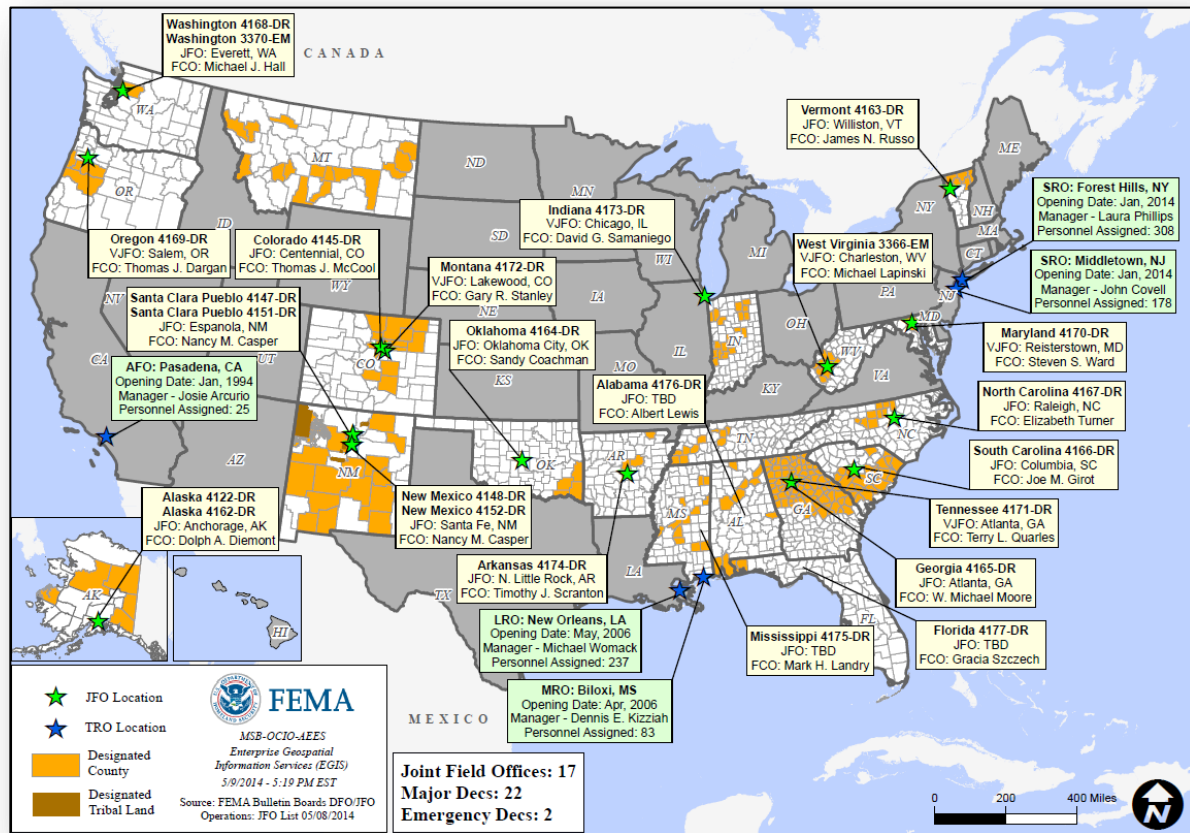 Washington 4168-DR
Washington 3370-EM
JFO: Everett, WA
FCO: Michael J. Hall
CANADA
Vermont 4163-DR
JFO: Williston, VT
FCO: James N. Russo
SRO: Forest Hills, NY
Opening Date: Jan, 2014
Manager - Laura Phillips
Personnel Assigned: 308
SRO: Middletown, NJ
Opening Date: Jan, 2014
Manager - John Covell
Personnel Assigned: 178
Indiana 4173-DR
VJFO: Chicago, IL
FCO: David G. Samaniego
West Virginia 3366-EM
VJFO: Charleston, WV
FCO: Michael Lapinski
Oregon 4169-DR
VJFO: Salem, OR
FCO: Thomas J. Dargan
Colorado 4145-DR
JFO: Centennial, CO
FCO: Thomas J. McCool
Montana 4172-DR
VJFO: Lakewood, CO
FCO: Gary R. Stanley
Santa Clara Pueblo 4147-DR
Santa Clara Pueblo 4151-DR
JFO: Espanola, NM
FCO: Nancy M. Casper
Oklahoma 4164-DR
JFO: Oklahoma City, OK
FCO: Sandy Coachman
Maryland 4170-DR
VJFO: Reisterstown, MD
FCO: Steven S. Ward
AFO: Pasadena, CA
Opening Date: Jan, 1994
Manager - Josie Arcurio
Personnel Assigned: 25
Alabama 4176-DR
JFO: TBD
FCO: Albert Lewis
North Carolina 4167-DR
JFO: Raleigh, NC
FCO: Elizabeth Turner
South Carolina 4166-DR
JFO: Columbia, SC
FCO: Joe M. Girot
Alaska 4122-DR
Alaska 4162-DR
JFO: Anchorage, AK
FCO: Dolph A. Diemont
New Mexico 4148-DR
New Mexico 4152-DR
JFO: Santa Fe, NM
FCO: Nancy M. Casper
Tennessee 4171-DR
VJFO: Atlanta, GA
FCO: Terry L. Quarles
Arkansas 4174-DR
JFO: N. Little Rock, AR
FCO: Timothy J. Scranton
Georgia 4165-DR
JFO: Atlanta, GA
FCO: W. Michael Moore
LRO: New Orleans, LA
Opening Date: May, 2006
Manager - Michael Womack
Personnel Assigned: 237
Mississippi 4175-DR
JFO: TBD
FCO: Mark H. Landry
Florida 4177-DR
JFO: TBD
FCO: Gracia Szczech
MRO: Biloxi, MS
Opening Date: Apr, 2006
Manager - Dennis E. Kizziah
Personnel Assigned: 83
WA
OR
MT
ID
ND
SD
MN
WI
MI
NY
ME
NH
MA
CT
NJ
PA
MD
OH
IN
IL
IA
NE
WY
NV
UT
CA
CO
KS
MO
KY
WV
VA
AZ
NM
OK
AR
TN
NC
SC
GA
AL
MS
LA
TX
FL
AK
HI
MEXICO
JFO Location
TRO Location
Designated
County
Designated
Tribal Land
FEMA
MSB-OCIO-AEES
Enterprise Geospatial
Information Services (EGIS)
5/9/2014 - 5:19 PM EST
Source: FEMA Bulletin Boards DFO/JFO
Operations: JFO List 05/08/2014
Joint Field Offices: 17
Major Decs: 22
Emergency Decs: 2
0 200 400 Miles
N